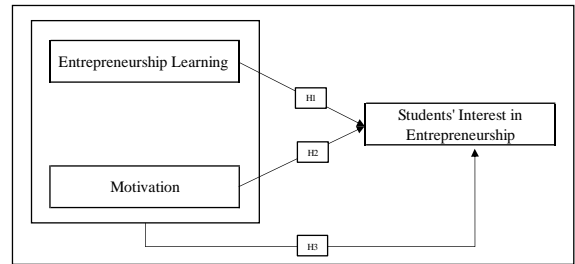 Entrepreneurship Learning
H1
Students' Interest in
Entrepreneurship
H2
Motivation
H3